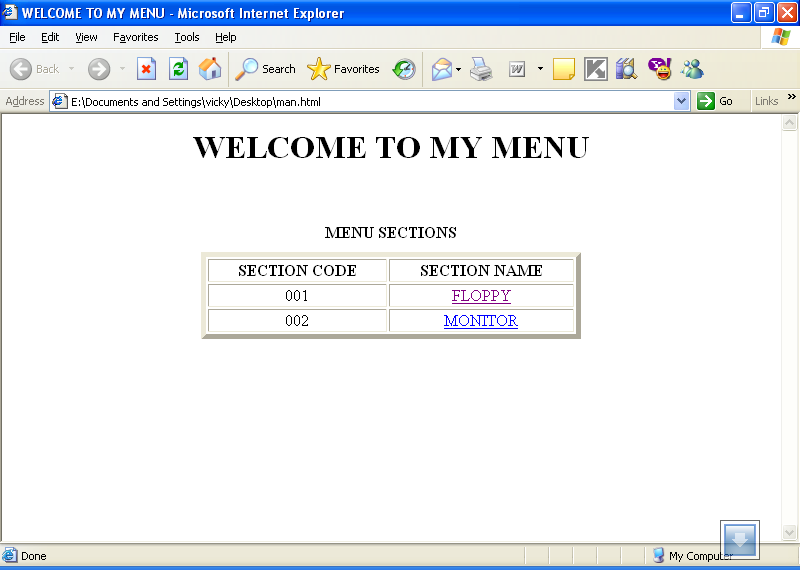 WELCOME TO MY MENU - Microsoft Internet Explorer
File Edit View Favorites Tools Help
Back Search Favorites
Address E:\Documents and Settings\vicky\Desktop\man.html Go Links »
WELCOME TO MY MENU
MENU SECTIONS
SECTION CODE SECTION NAME
001 FLOPPY
002 MONITOR
Done My Computer